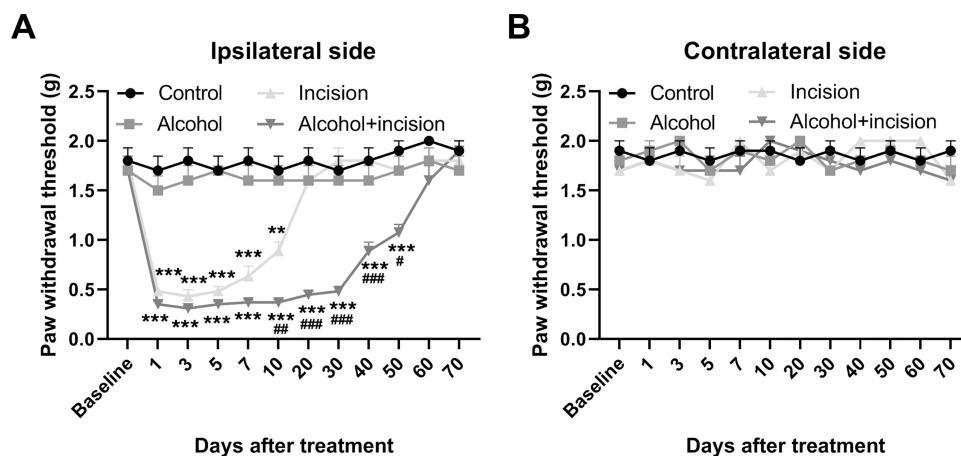 A
Ipsilateral side
Paw withdrawal threshold (g)
2.5
2.0
1.5
1.0
0.5
0.0
Control
Incision
Alcohol
Alcohol+incision
*** *** *** *** **
*** *** *** *** *** *** *** *** ***
## ### ### ### #
Baseline 1 3 5 7 10 20 30 40 50 60 70
Days after treatment
B
Contralateral side
Paw withdrawal threshold (g)
2.5
2.0
1.5
1.0
0.5
0.0
Control
Incision
Alcohol
Alcohol+incision
Baseline 1 3 5 7 10 20 30 40 50 60 70
Days after treatment